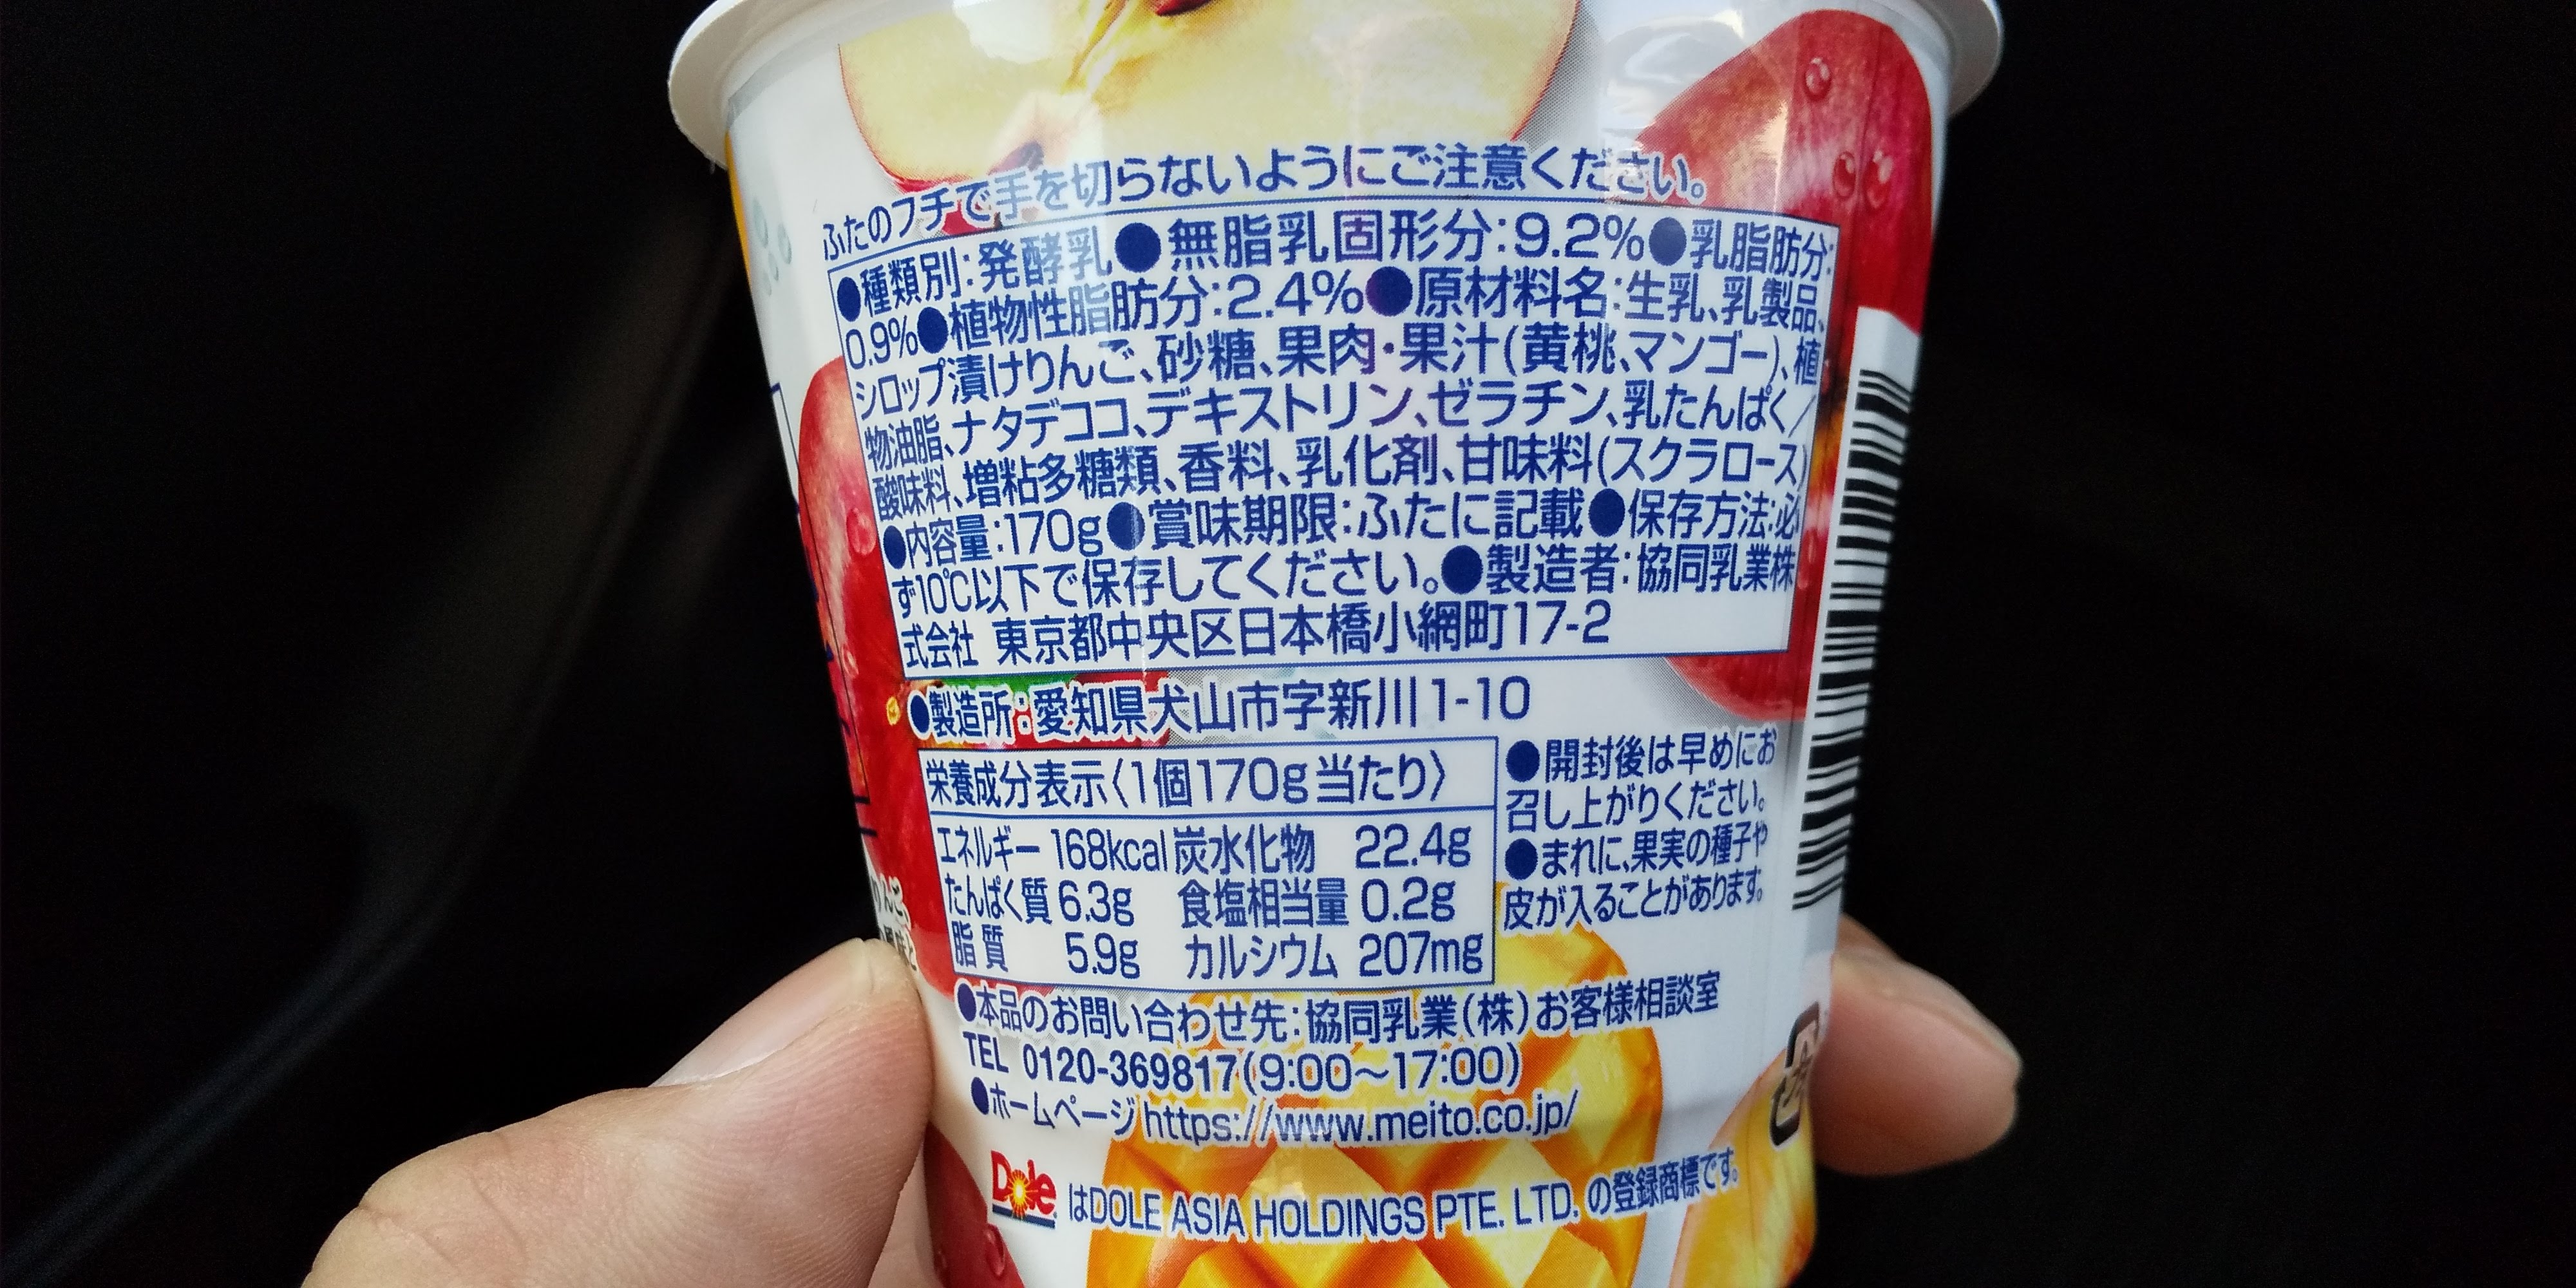 ふたのフチで手を切らないようにご注意ください。
●種類別:発酵乳●無脂乳固形分:9.2%●乳脂肪分:
0.9%●植物性脂肪分:2.4%●原材料名:生乳、乳製品、
シロップ漬けりんご、砂糖、果肉・果汁(黄桃、マンゴー)、植
物油脂、ナタデココ、デキストリン、ゼラチン、乳たんぱく/
酸味料、増粘多糖類、香料、乳化剤、甘味料(スクラロース)
●内容量:170g●賞味期限:ふたに記載●保存方法:必
ず10℃以下で保存してください。●製造者:協同乳業株
式会社 東京都中央区日本橋小網町17-2
●製造所:愛知県犬山市字新川1-10
栄養成分表示〈1個170g当たり〉
エネルギー 168kcal 炭水化物 22.4g
たんぱく質 6.3g 食塩相当量 0.2g
脂質 5.9g カルシウム 207mg
●開封後は早めにお
召し上がりください。
●まれに、果実の種子や
皮が入ることがあります。
●本品のお問い合わせ先:協同乳業(株)お客様相談室
TEL 0120-369817(9:00～17:00)
●ホームページ https://www.meito.co.jp/
Dole はDOLE ASIA HOLDINGS PTE. LTD. の登録商標です。